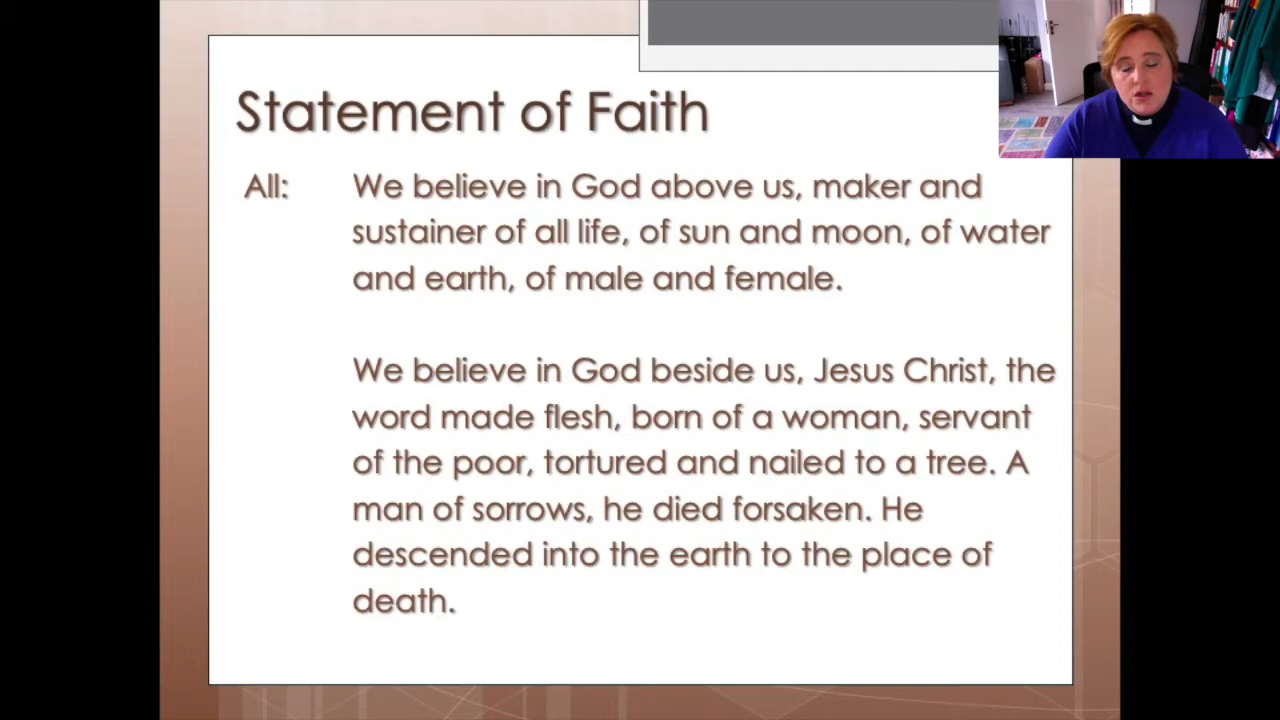 Statement of Faith
All: We believe in God above us, maker and
sustainer of all life, of sun and moon, of water
and earth, of male and female.
We believe in God beside us, Jesus Christ, the
word made flesh, born of a woman, servant
of the poor, tortured and nailed to a tree. A
man of sorrows, he died forsaken. He
descended into the earth to the place of
death.